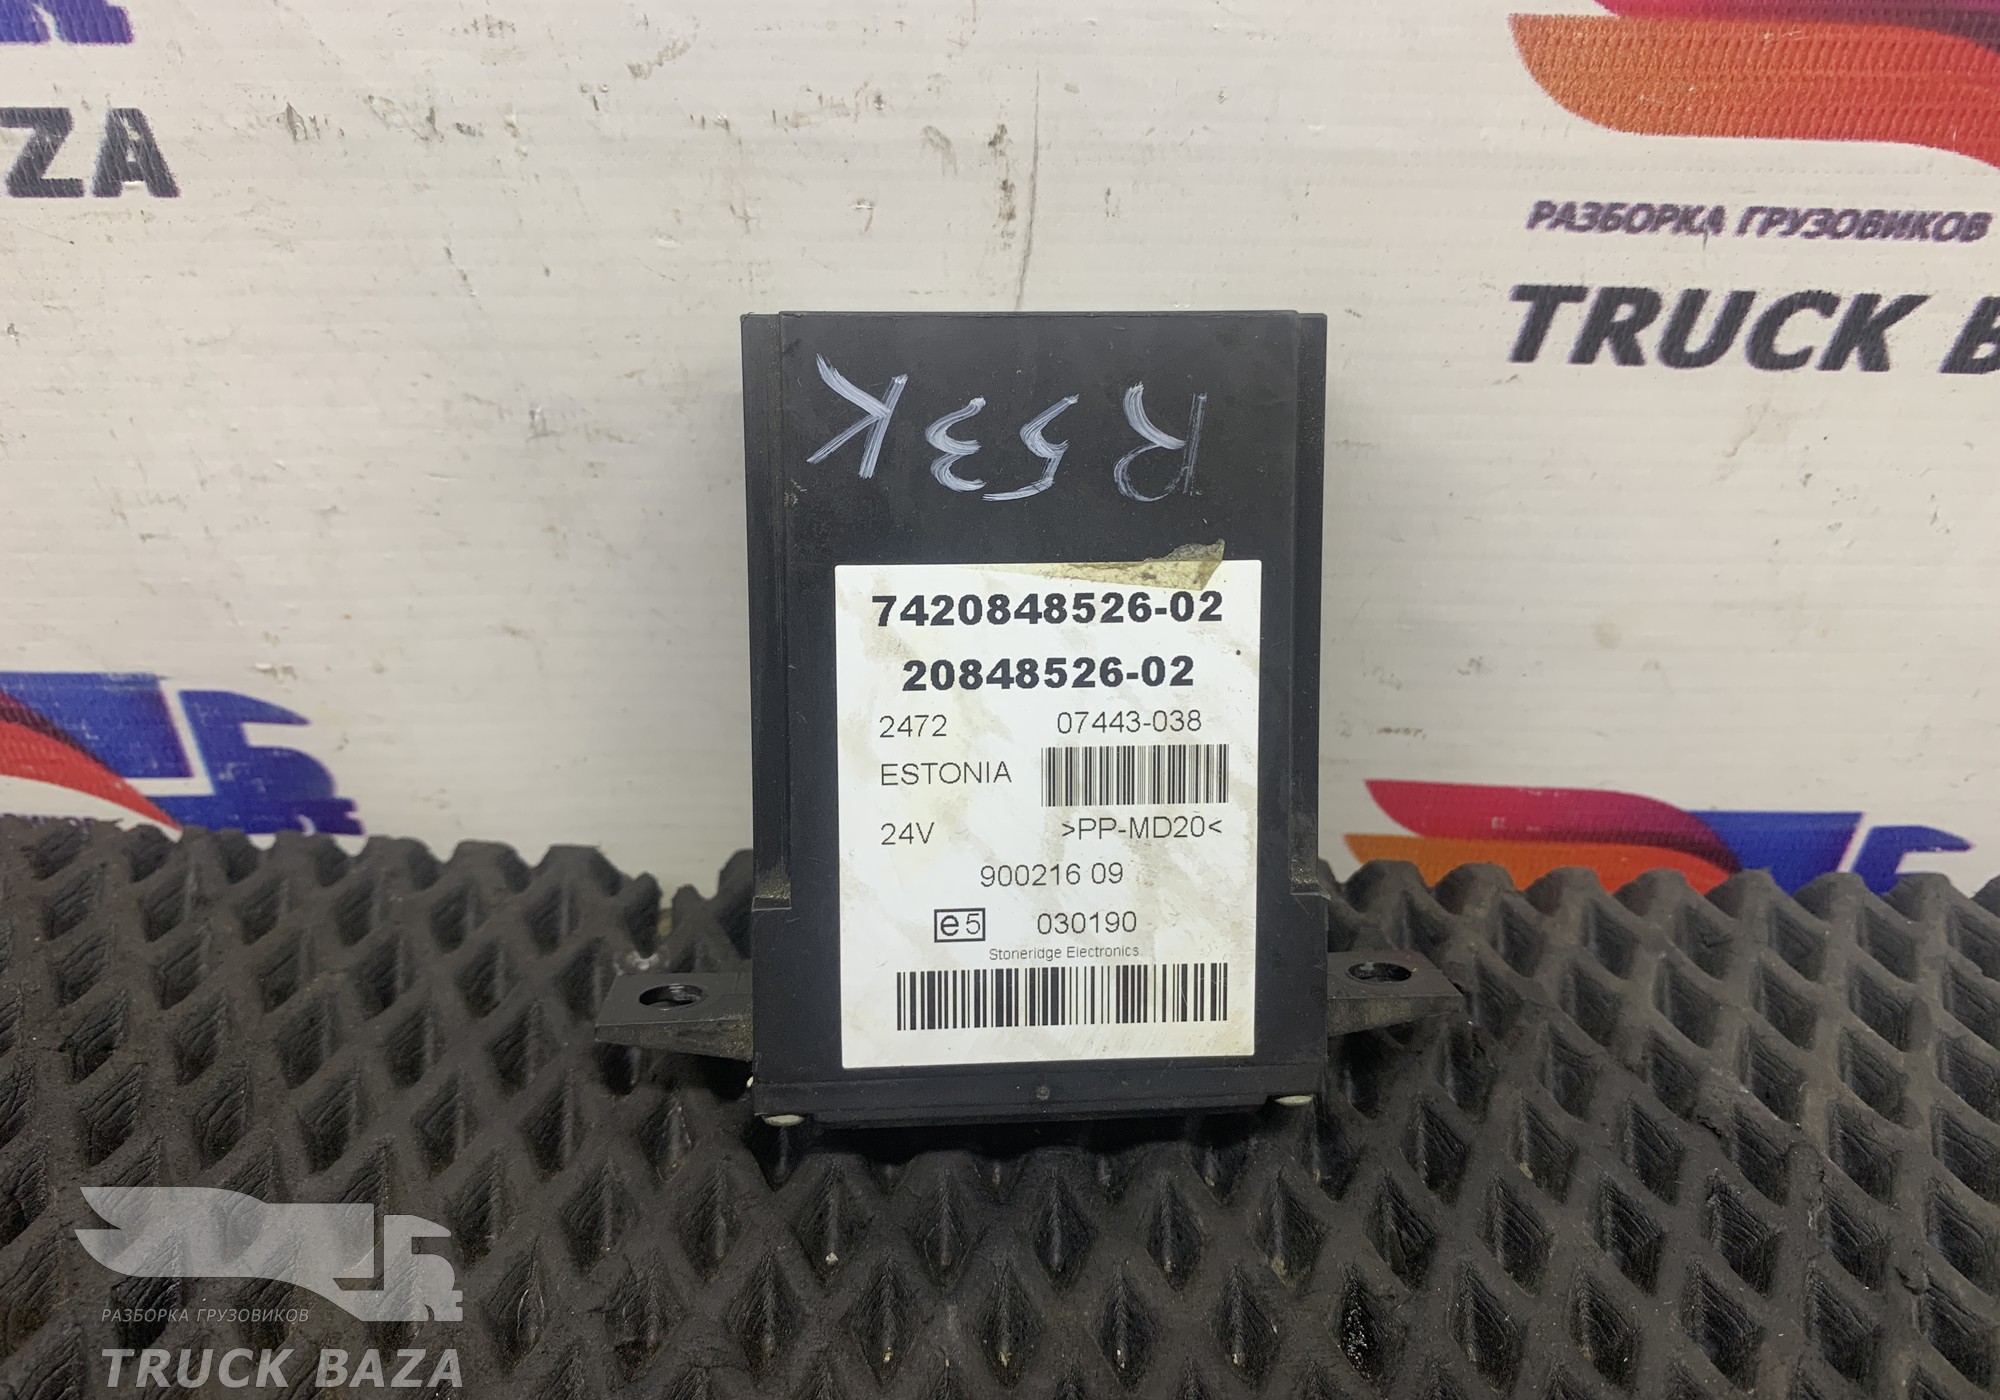 ZA
РАЗБОРКА ГРУЗОВИКОВ
TRUCK B
R53K
7420848526-02
20848526-02
2472 07443-038
ESTONIA
24V >PP-MD20<
900216 09
e5 030190
Stoneridge Electronics
РАЗБОРКА ГРУЗОВИКОВ
TRUCK BAZA